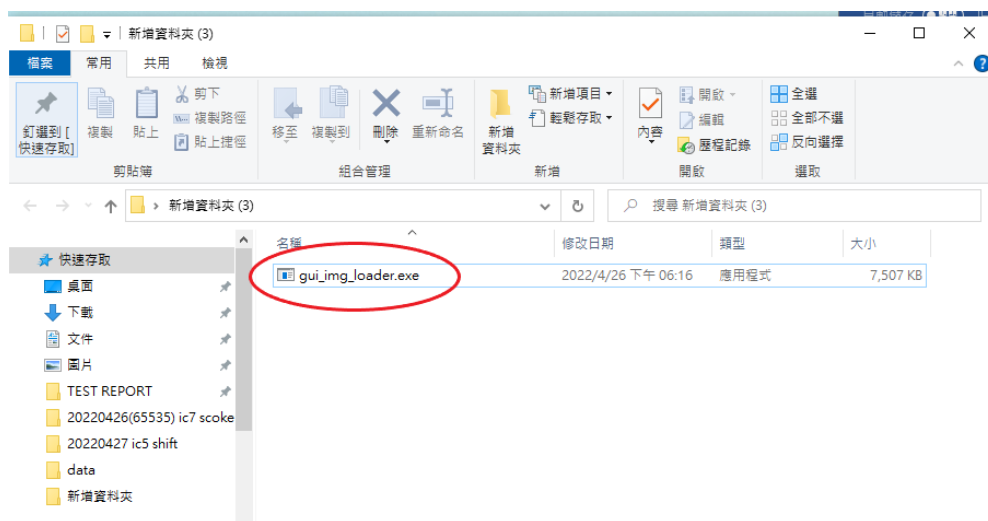 新增資料夾 (3)
檔案 常用 共用 檢視
釘選到 [
快速存取]
複製
貼上
剪下
複製路徑
貼上捷徑
剪貼簿
移至
複製到
刪除
重新命名
組合管理
新增
資料夾
新增項目
輕鬆存取
新增
內容
開啟
編輯
歷程記錄
開啟
全選
全部不選
反向選擇
選取
新增資料夾 (3)
搜尋 新增資料夾 (3)
名稱 修改日期 類型 大小
gui_img_loader.exe 2022/4/26 下午 06:16 應用程式 7,507 KB
快速存取
桌面
下載
文件
圖片
TEST REPORT
20220426(65535) ic7 scoke
20220427 ic5 shift
data
新增資料夾